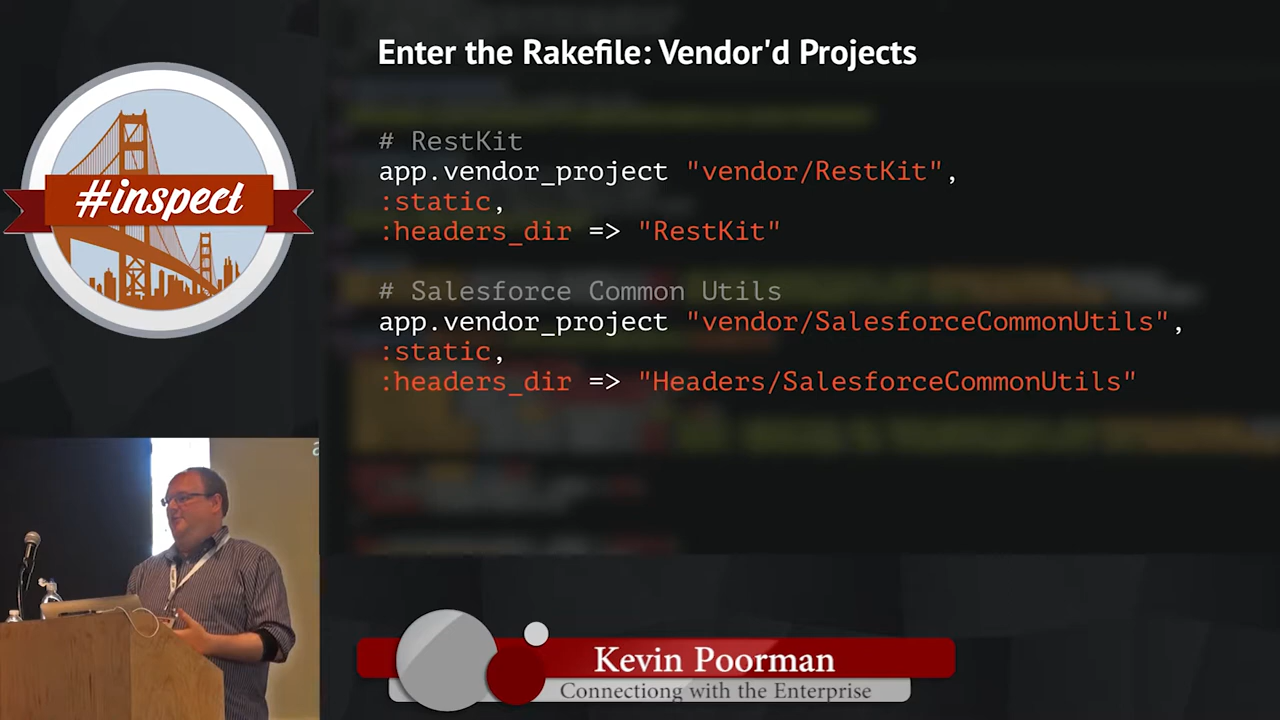 Enter the Rakefile: Vendor'd Projects
# RestKit
app.vendor_project "vendor/RestKit",
:static,
:headers_dir => "RestKit"
# Salesforce Common Utils
app.vendor_project "vendor/SalesforceCommonUtils",
:static,
:headers_dir => "Headers/SalesforceCommonUtils"
#inspect
Kevin Poorman
Connectiong with the Enterprise